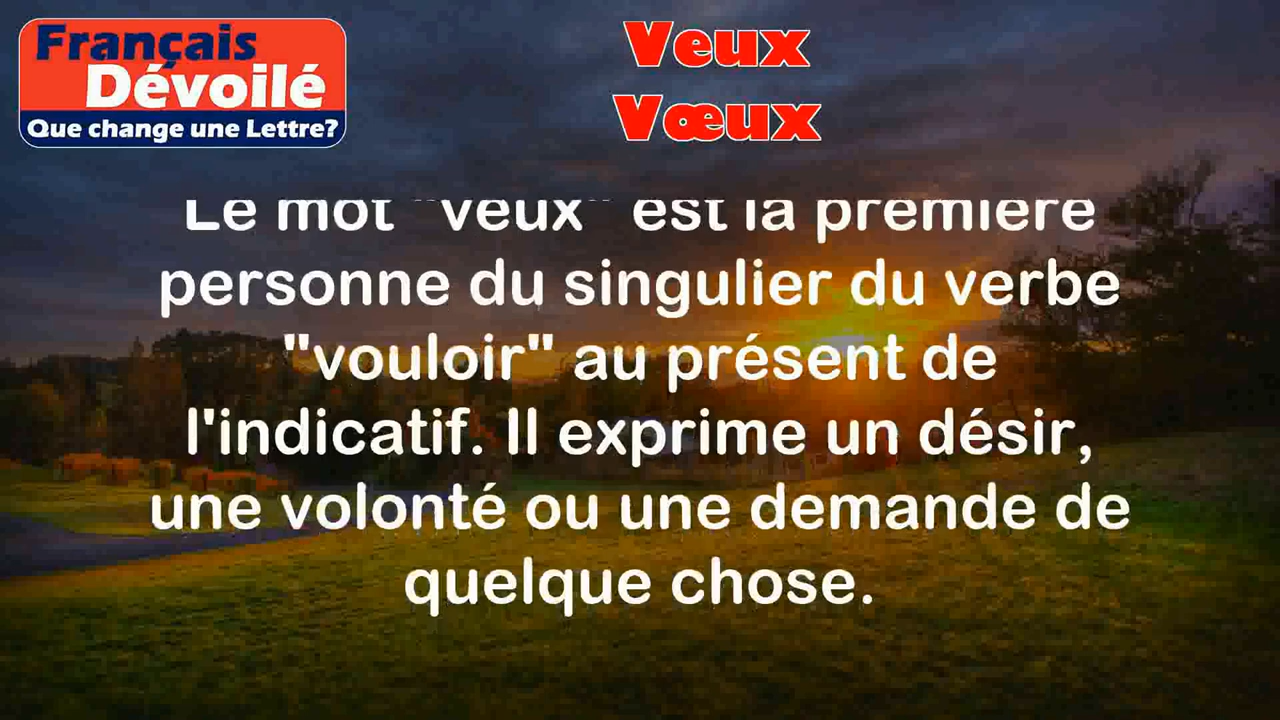 Français
Dévoilé
Que change une Lettre?
Veux
Vœux
Le mot "veux" est la première
personne du singulier du verbe
"vouloir" au présent de
l'indicatif. Il exprime un désir,
une volonté ou une demande de
quelque chose.